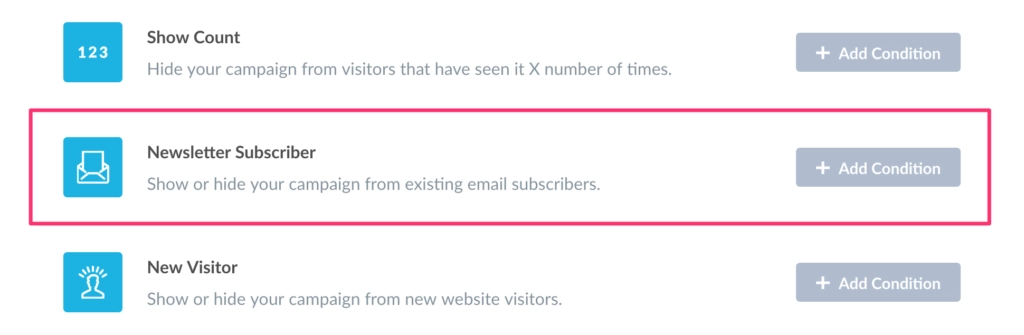 123
Show Count
Hide your campaign from visitors that have seen it X number of times.
+ Add Condition
Newsletter Subscriber
Show or hide your campaign from existing email subscribers.
+ Add Condition
New Visitor
Show or hide your campaign from new website visitors.
+ Add Condition